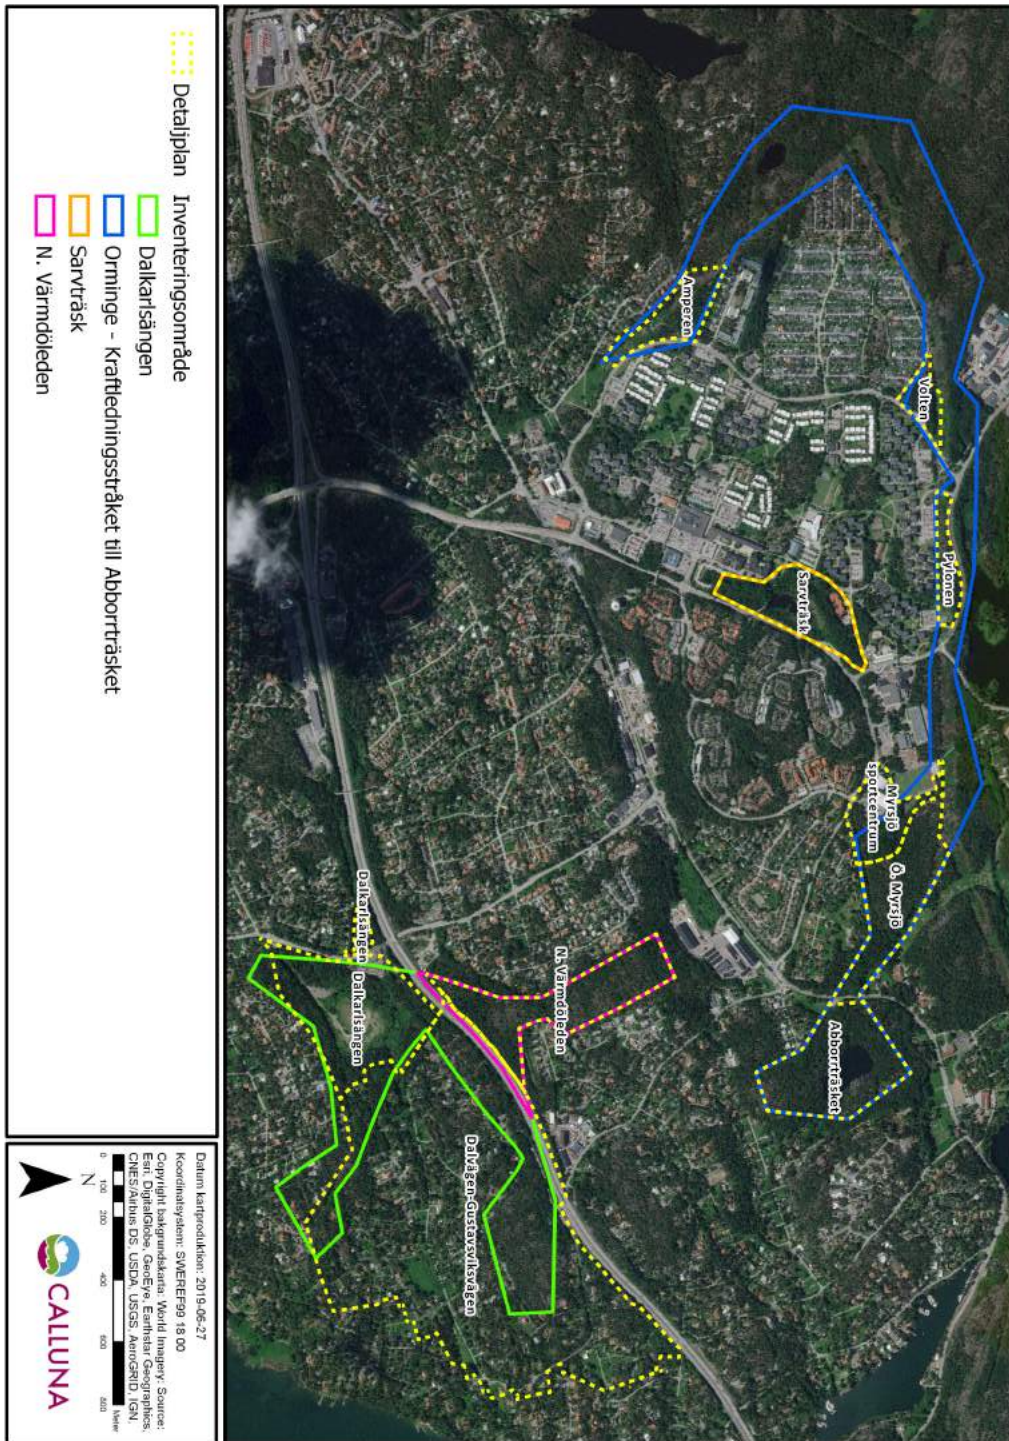 Amperen
Volten
Pylonen
Sarvträsk
Myrsjö
sportcentrum
Ö. Myrsjö
Abborrträsket
N. Värmdöleden
Dalkarlsängen
Dalkarlsängen
Dalvägen-Gustavsviksvägen
Detaljplan
Inventeringsområde
Dalkarlsängen
Orminge - Kraftledningsstråket till Abborrträsket
Sarvträsk
N. Värmdöleden
Datum kartproduktion: 2019-06-27
Koordinatsystem: SWEREF99 18 00
Copyright bakgrundskarta: World Imagery: Source:
Esri, DigitalGlobe, GeoEye, Earthstar Geographics,
CNES/Airbus DS, USDA, USGS, AeroGRID, IGN,
0 100 200 400 600 800
Meter
N
CALLUNA